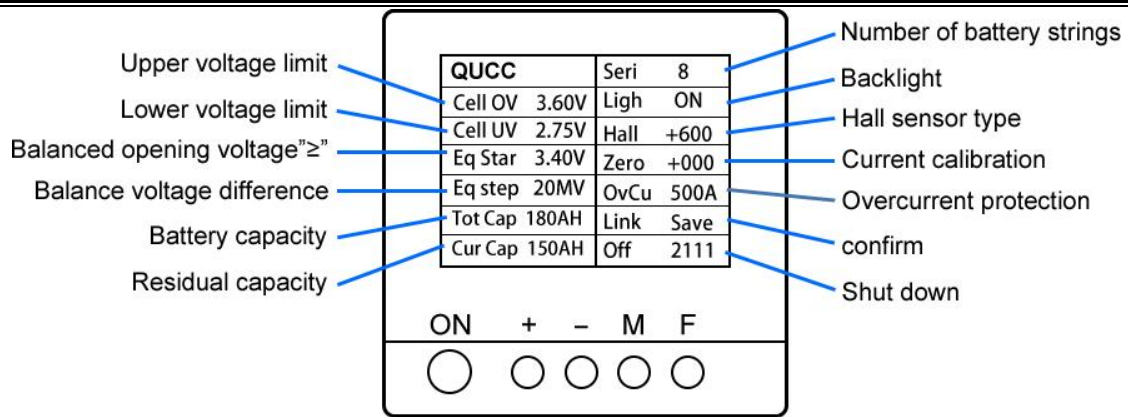 Upper voltage limit
Lower voltage limit
Balanced opening voltage”≥”
Balance voltage difference
Battery capacity
Residual capacity
QUCC
Cell OV 3.60V
Cell UV 2.75V
Eq Star 3.40V
Eq step 20MV
Tot Cap 180AH
Cur Cap 150AH
Seri 8
Ligh ON
Hall +600
Zero +000
OvCu 500A
Link Save
Off 2111
Number of battery strings
Backlight
Hall sensor type
Current calibration
Overcurrent protection
confirm
Shut down
ON + – M F